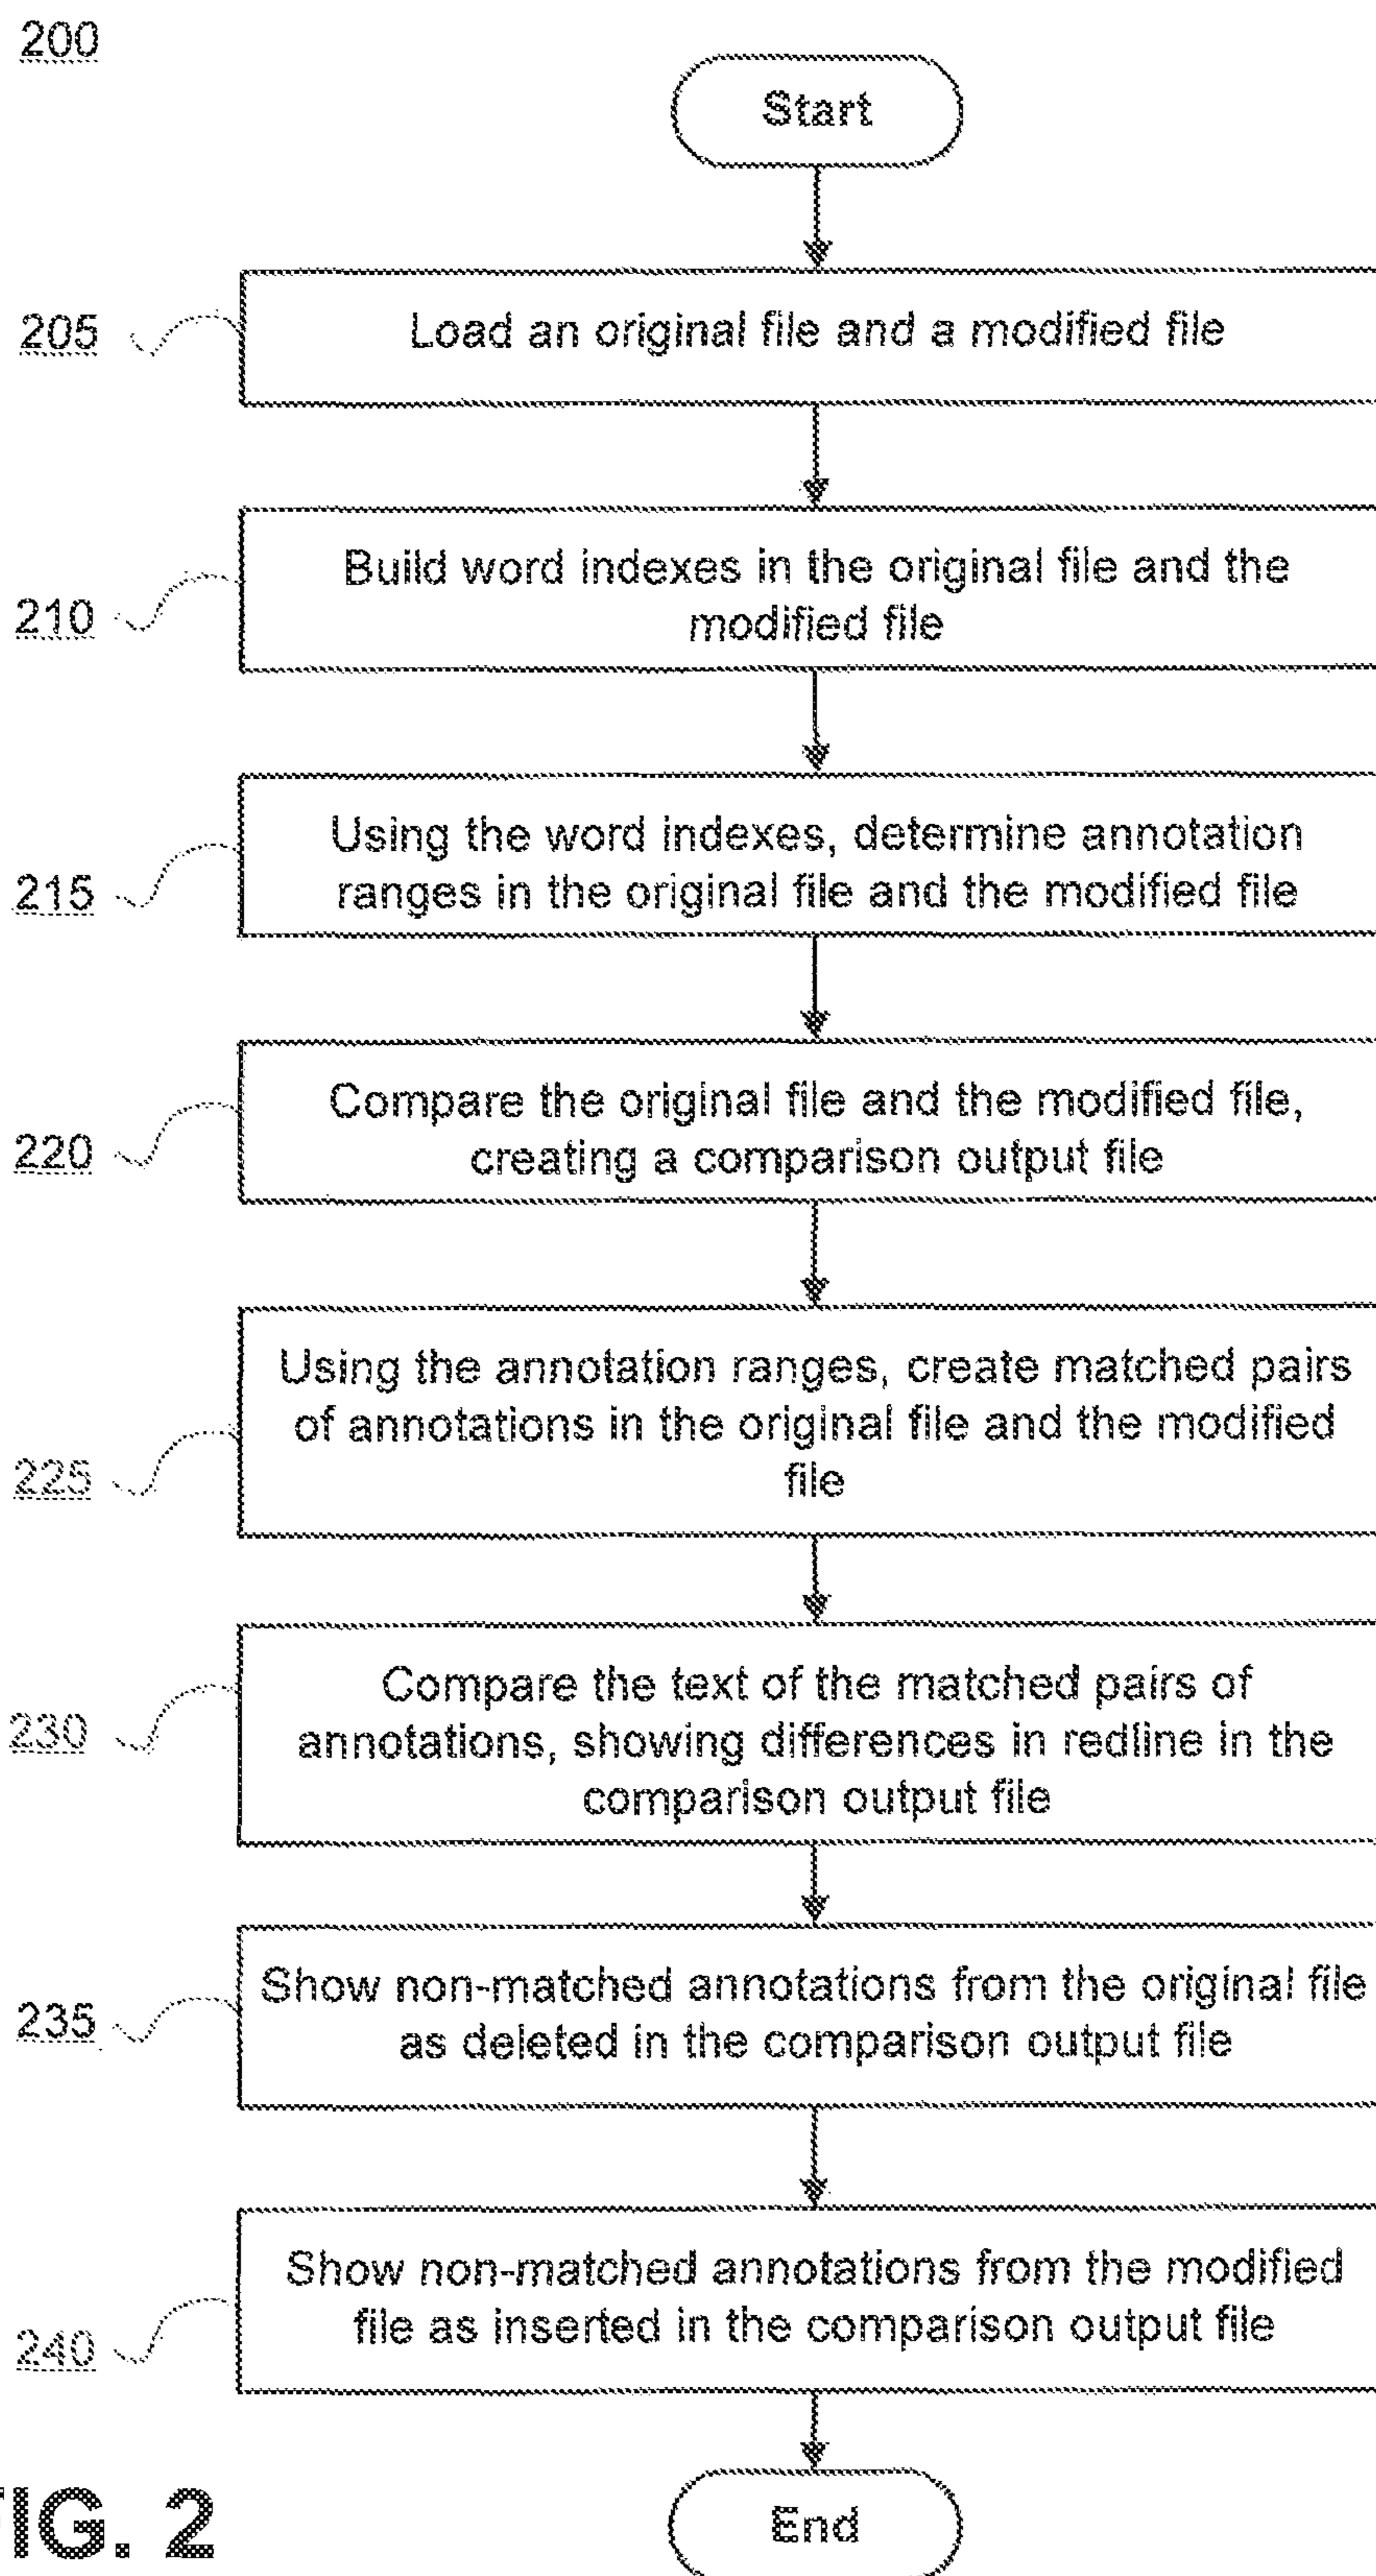 200
Start
205
Load an original file and a modified file
210
Build word indexes in the original file and the
modified file
215
Using the word indexes, determine annotation
ranges in the original file and the modified file
220
Compare the original file and the modified file,
creating a comparison output file
225
Using the annotation ranges, create matched pairs
of annotations in the original file and the modified
file
230
Compare the text of the matched pairs of
annotations, showing differences in redline in the
comparison output file
235
Show non-matched annotations from the original file
as deleted in the comparison output file
240
Show non-matched annotations from the modified
file as inserted in the comparison output file
FIG. 2
End